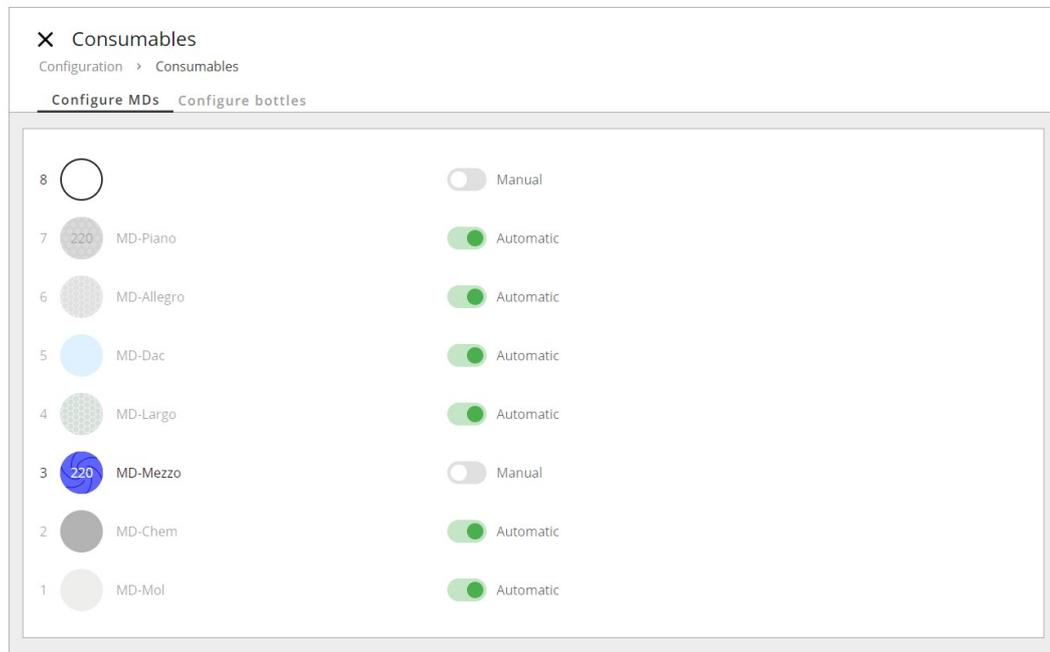 Consumables
Configuration > Consumables
Configure MDs Configure bottles
8 Manual
7 220 MD-Piano Automatic
6 MD-Allegro Automatic
5 MD-Dac Automatic
4 MD-Largo Automatic
3 220 MD-Mezzo Manual
2 MD-Chem Automatic
1 MD-Mol Automatic